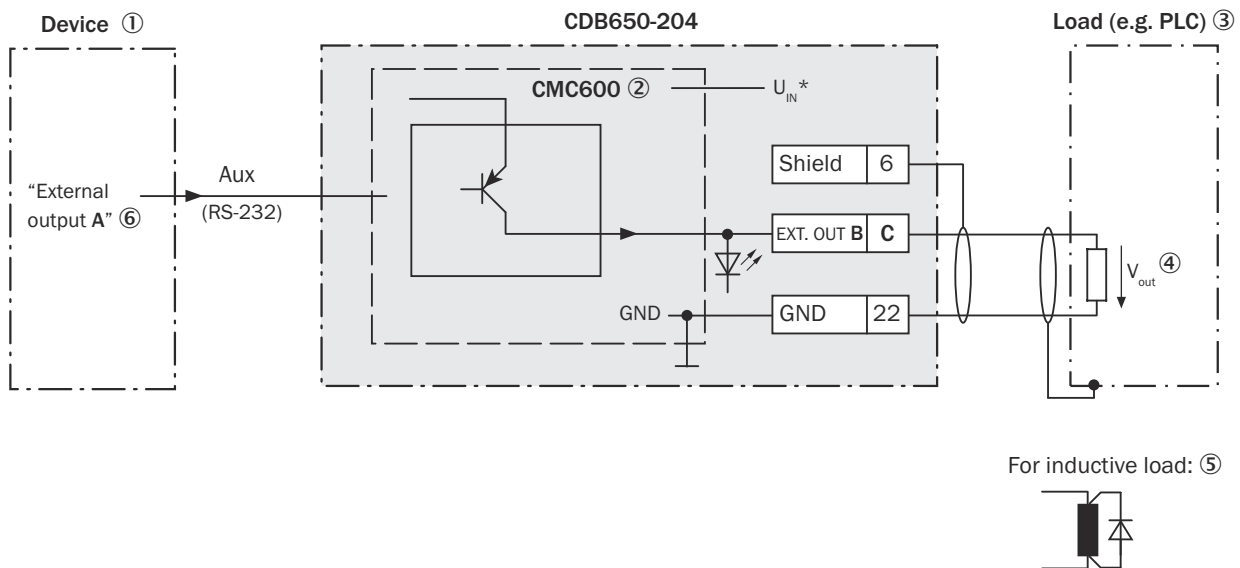 Device ①
CDB650-204
Load (e.g. PLC) ③
CMC600 ②
U_IN*
Shield 6
"External
output A" ⑥
Aux
(RS-232)
EXT. OUT B C
V_out ④
GND
GND 22
For inductive load: ⑤